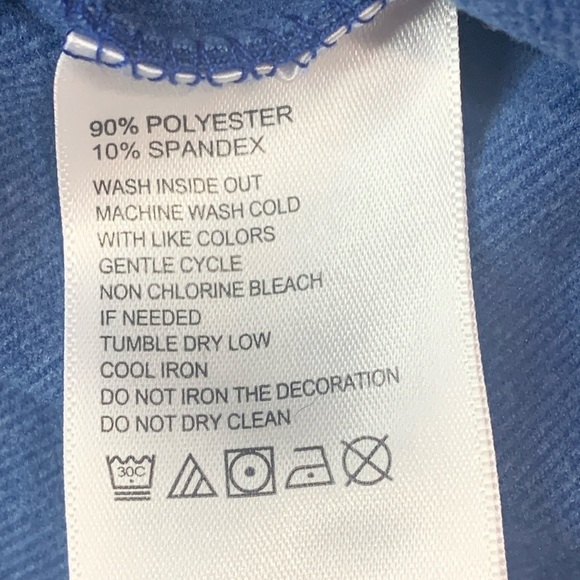 90% POLYESTER
10% SPANDEX
WASH INSIDE OUT
MACHINE WASH COLD
WITH LIKE COLORS
GENTLE CYCLE
NON CHLORINE BLEACH
IF NEEDED
TUMBLE DRY LOW
COOL IRON
DO NOT IRON THE DECORATION
DO NOT DRY CLEAN
30C